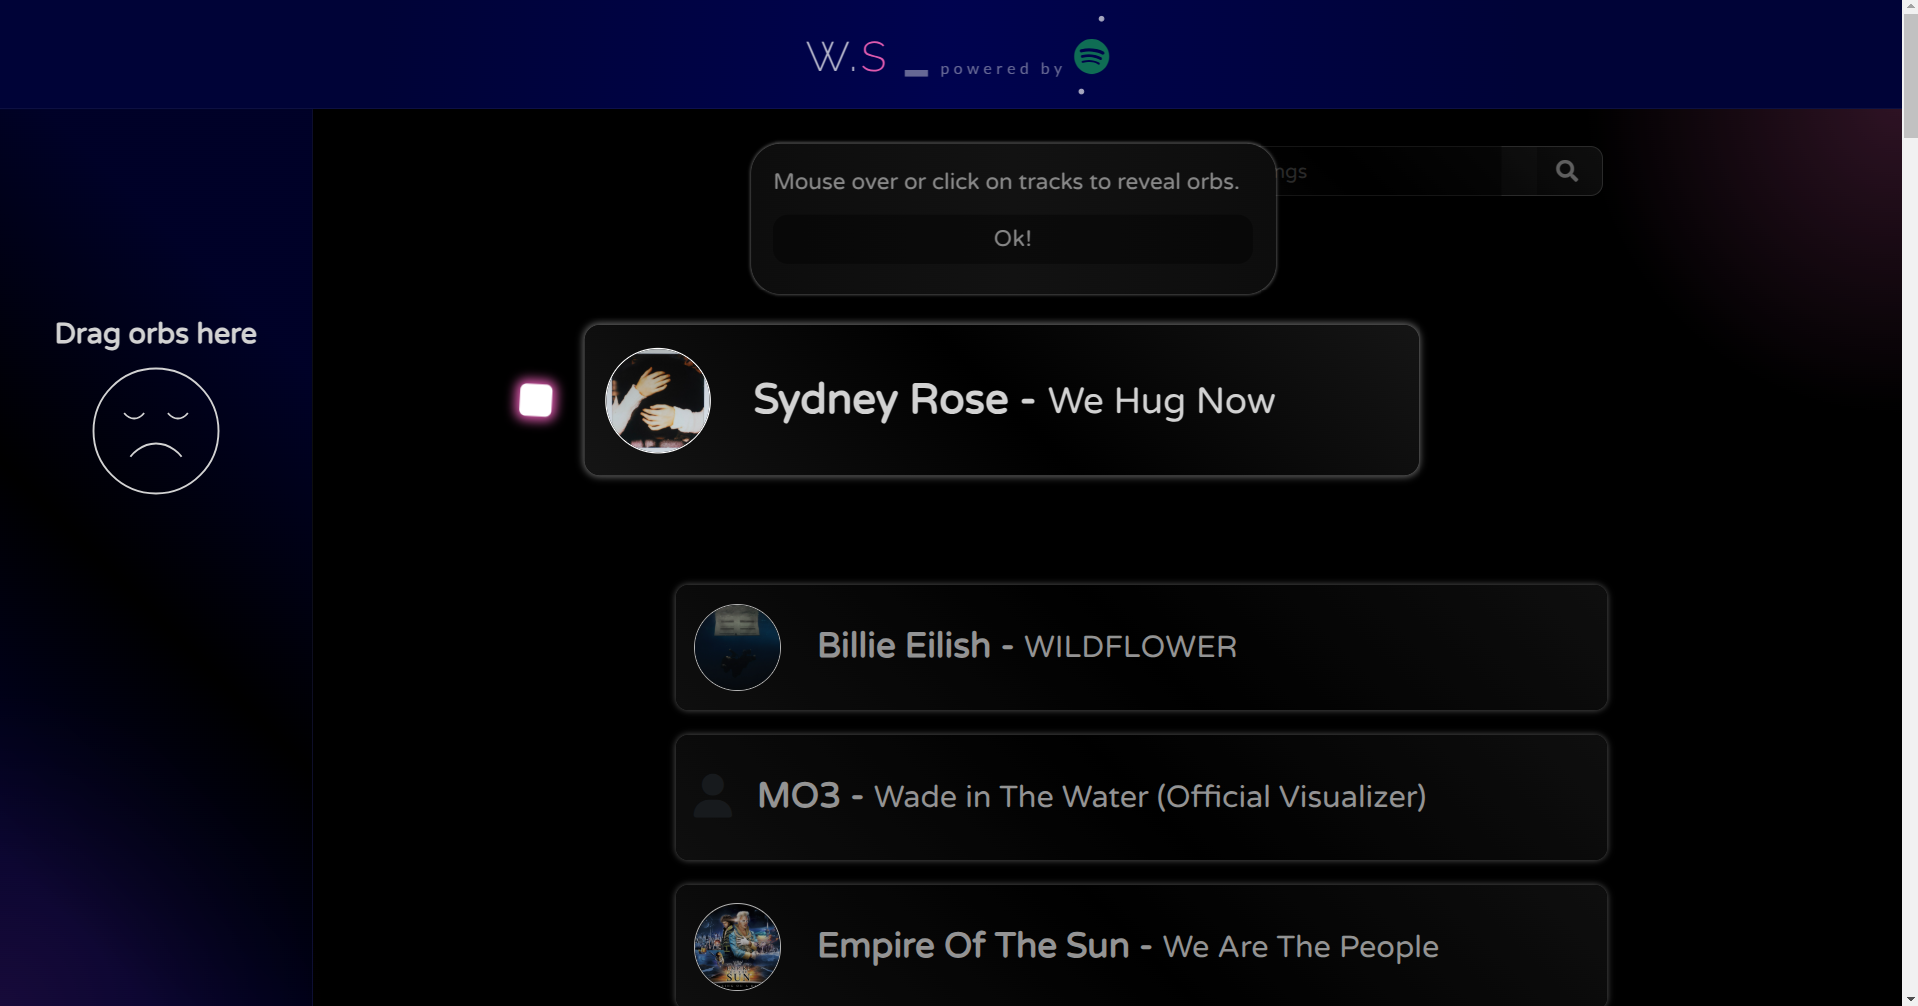 W.S _ powered by
Mouse over or click on tracks to reveal orbs.
ngs
Ok!
Drag orbs here
Sydney Rose - We Hug Now
Billie Eilish - WILDFLOWER
MO3 - Wade in The Water (Official Visualizer)
Empire Of The Sun - We Are The People